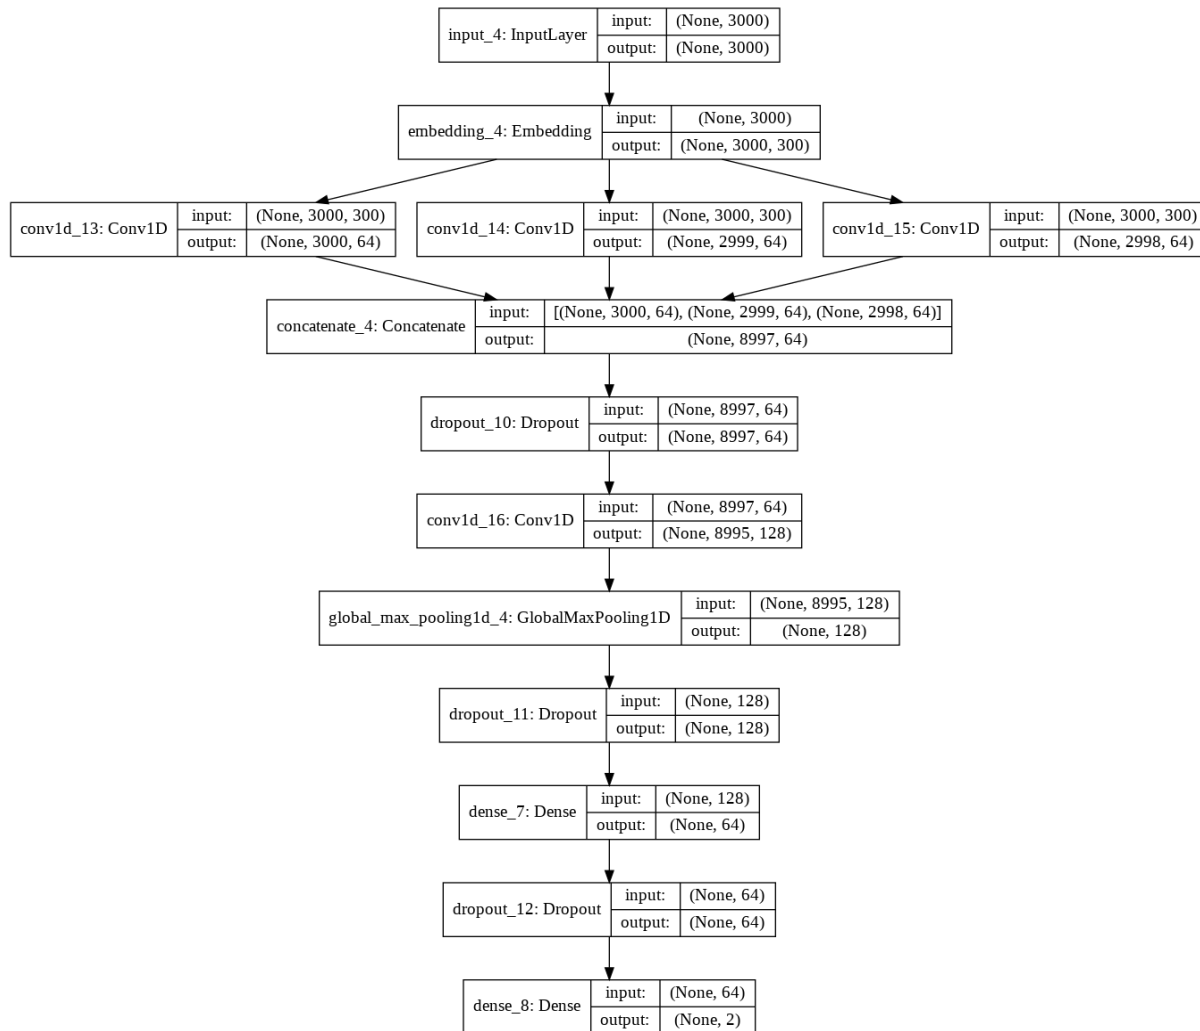 input_4: InputLayer
input: (None, 3000)
output: (None, 3000)
embedding_4: Embedding
input: (None, 3000)
output: (None, 3000, 300)
conv1d_13: Conv1D
input: (None, 3000, 300)
output: (None, 3000, 64)
conv1d_14: Conv1D
input: (None, 3000, 300)
output: (None, 2999, 64)
conv1d_15: Conv1D
input: (None, 3000, 300)
output: (None, 2998, 64)
concatenate_4: Concatenate
input: [(None, 3000, 64), (None, 2999, 64), (None, 2998, 64)]
output: (None, 8997, 64)
dropout_10: Dropout
input: (None, 8997, 64)
output: (None, 8997, 64)
conv1d_16: Conv1D
input: (None, 8997, 64)
output: (None, 8995, 128)
global_max_pooling1d_4: GlobalMaxPooling1D
input: (None, 8995, 128)
output: (None, 128)
dropout_11: Dropout
input: (None, 128)
output: (None, 128)
dense_7: Dense
input: (None, 128)
output: (None, 64)
dropout_12: Dropout
input: (None, 64)
output: (None, 64)
dense_8: Dense
input: (None, 64)
output: (None, 2)